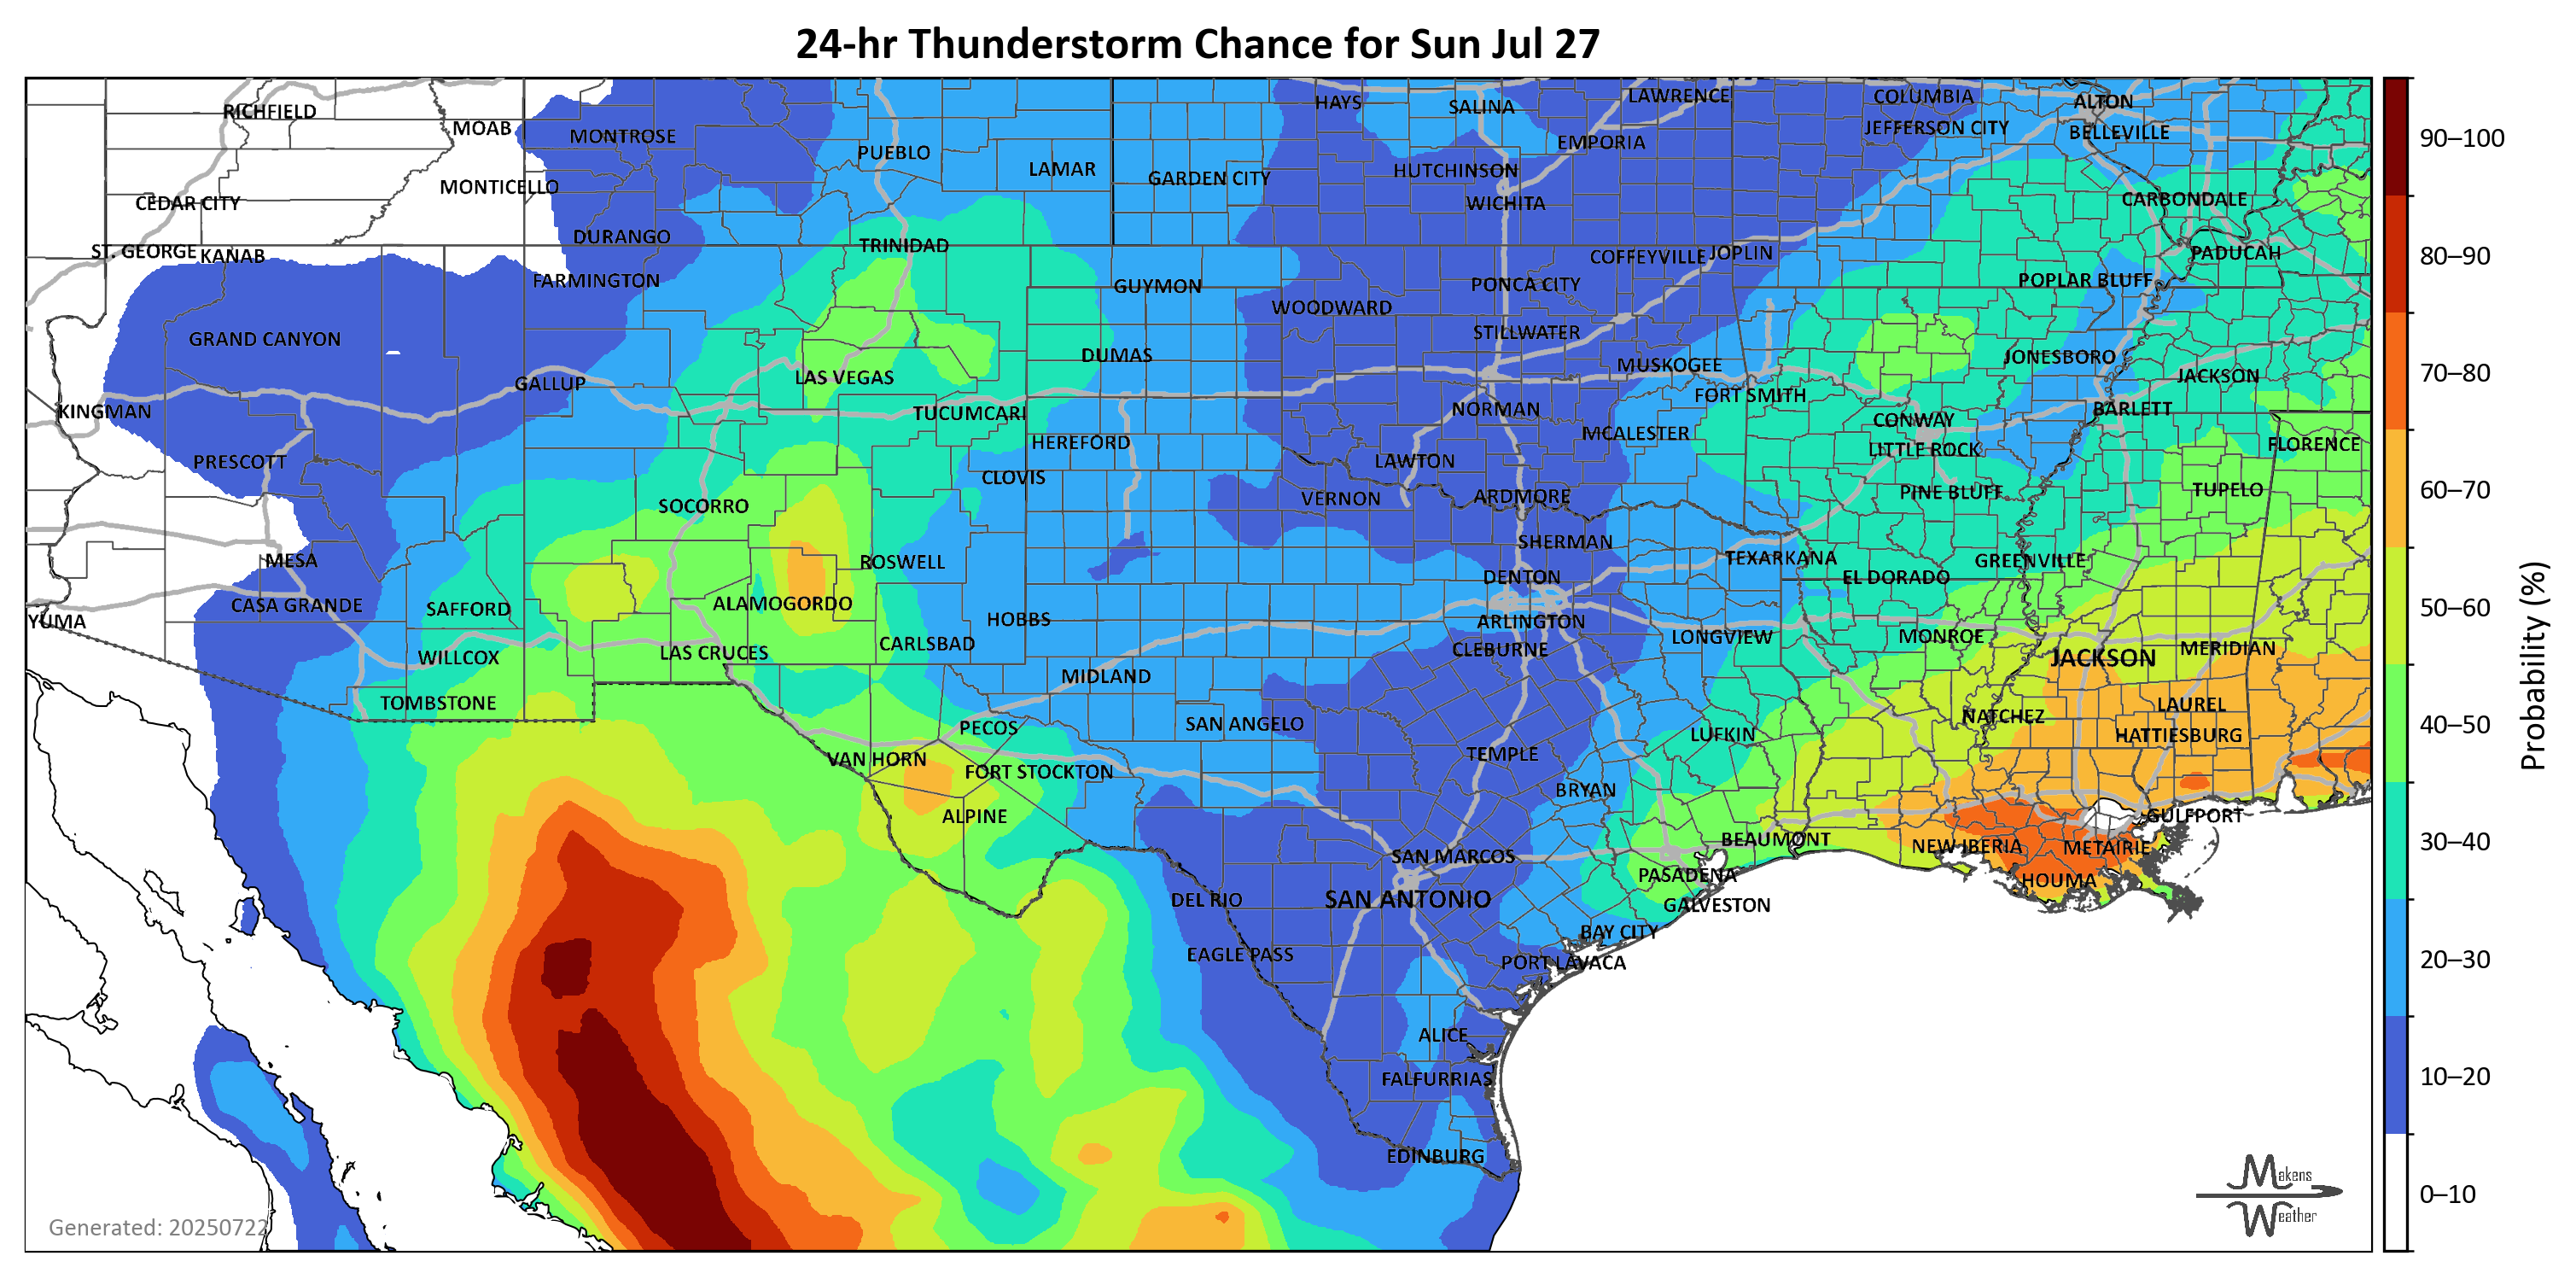 24-hr Thunderstorm Chance for Sun Jul 27
RICHFIELD
MOAB
MONTROSE
PUEBLO
LAMAR
GARDEN CITY
HAYS
SALINA
LAWRENCE
COLUMBIA
ALTON
EMPORIA
JEFFERSON CITY
BELLEVILLE
MONTICELLO
CEDAR CITY
HUTCHINSON
WICHITA
CARBONDALE
DURANGO
TRINIDAD
ST. GEORGE
KANAB
COFFEYVILLE
JOPLIN
PADUCAH
FARMINGTON
GUYMON
WOODWARD
PONCA CITY
POPLAR BLUFF
GRAND CANYON
STILLWATER
DUMAS
MUSKOGEE
JONESBORO
GALLUP
LAS VEGAS
JACKSON
KINGMAN
TUCUMCARI
NORMAN
FORT SMITH
BARLETT
CONWAY
HEREFORD
MCALESTER
LITTLE ROCK
FLORENCE
PRESCOTT
CLOVIS
LAWTON
SOCORRO
VERNON
ARDMORE
PINE BLUFF
TUPELO
MESA
ROSWELL
SHERMAN
TEXARKANA
GREENVILLE
CASA GRANDE
SAFFORD
ALAMOGORDO
DENTON
EL DORADO
YUMA
HOBBS
ARLINGTON
LONGVIEW
MONROE
WILLCOX
LAS CRUCES
CARLSBAD
CLEBURNE
JACKSON
MERIDIAN
TOMBSTONE
MIDLAND
PECOS
SAN ANGELO
NATCHEZ
LAUREL
LUFKIN
HATTIESBURG
VAN HORN
FORT STOCKTON
TEMPLE
ALPINE
BRYAN
GULFPORT
SAN MARCOS
BEAUMONT
NEW IBERIA
METAIRIE
PASADENA
HOUMA
DEL RIO
SAN ANTONIO
GALVESTON
EAGLE PASS
BAY CITY
PORT LAVACA
ALICE
FALFURRIAS
EDINBURG
Generated: 20250722
Makens
Weather
90–100
80–90
70–80
60–70
50–60
40–50
30–40
20–30
10–20
0–10
Probability (%)